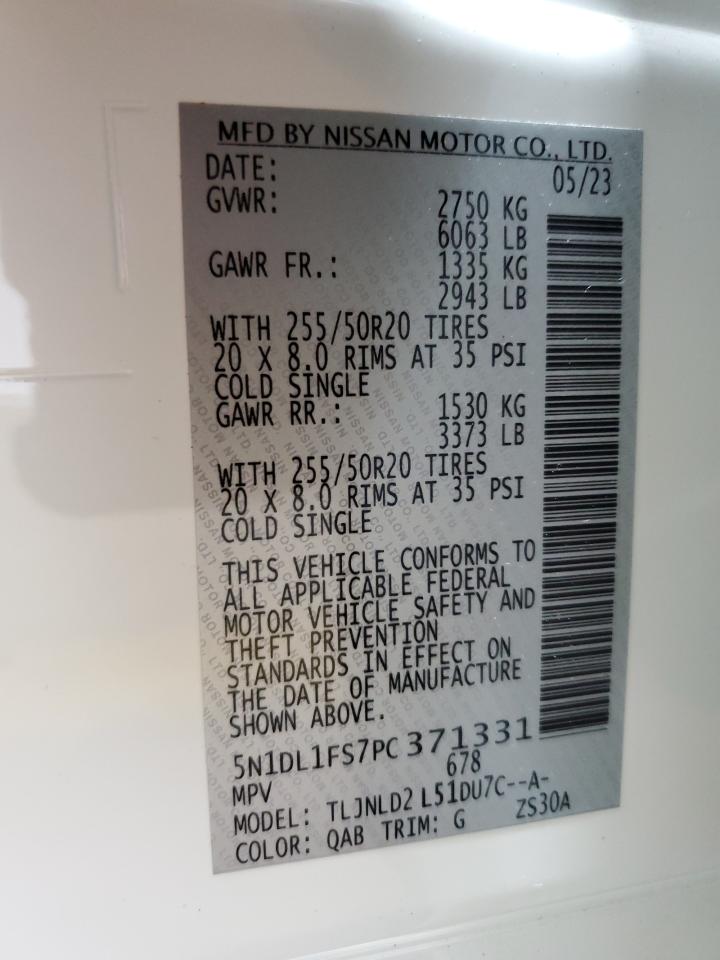 MFD BY NISSAN MOTOR CO., LTD.
DATE: 05/23
GVWR: 2750 KG
6063 LB
GAWR FR.: 1335 KG
2943 LB
WITH 255/50R20 TIRES
20 X 8.0 RIMS AT 35 PSI
COLD SINGLE
GAWR RR.: 1530 KG
3373 LB
WITH 255/50R20 TIRES
20 X 8.0 RIMS AT 35 PSI
COLD SINGLE
THIS VEHICLE CONFORMS TO
ALL APPLICABLE FEDERAL
MOTOR VEHICLE SAFETY AND
THEFT PREVENTION
STANDARDS IN EFFECT ON
THE DATE OF MANUFACTURE
SHOWN ABOVE.
5N1DL1FS7PC371331
MPV 678
MODEL: TLJNLD2 L51DU7C--A-
COLOR: QAB TRIM: G ZS30A